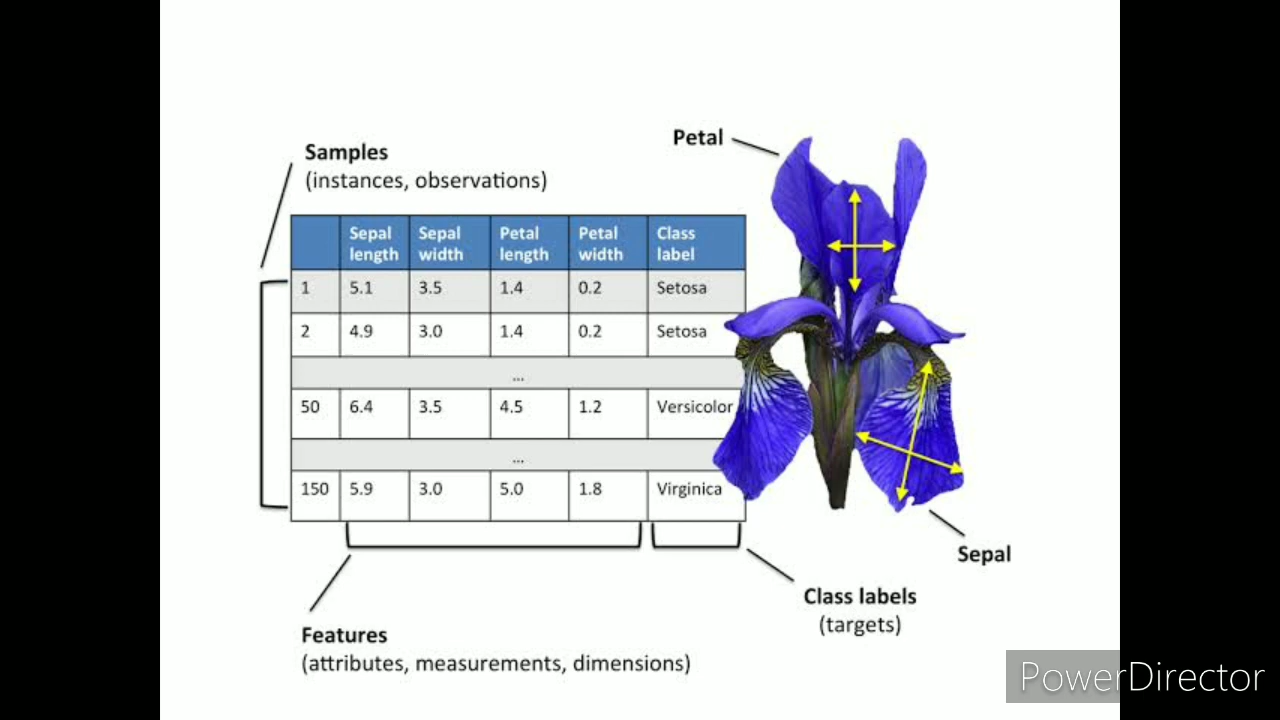 Petal
Samples
(instances, observations)
Sepal length Sepal width Petal length Petal width Class label
1 5.1 3.5 1.4 0.2 Setosa
2 4.9 3.0 1.4 0.2 Setosa
...
50 6.4 3.5 4.5 1.2 Versicolor
...
150 5.9 3.0 5.0 1.8 Virginica
Sepal
Class labels
(targets)
Features
(attributes, measurements, dimensions)
PowerDirector